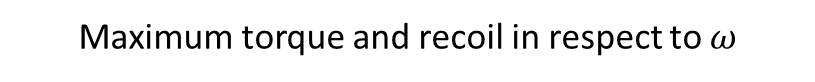 Maximum torque and recoil in respect to ω